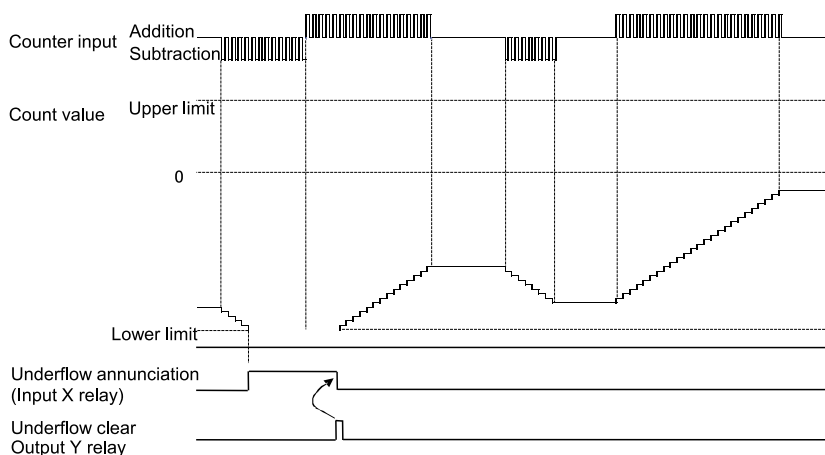 Counter input
Addition
Subtraction
Count value
Upper limit
0
Lower limit
Underflow annunciation
(Input X relay)
Underflow clear
Output Y relay